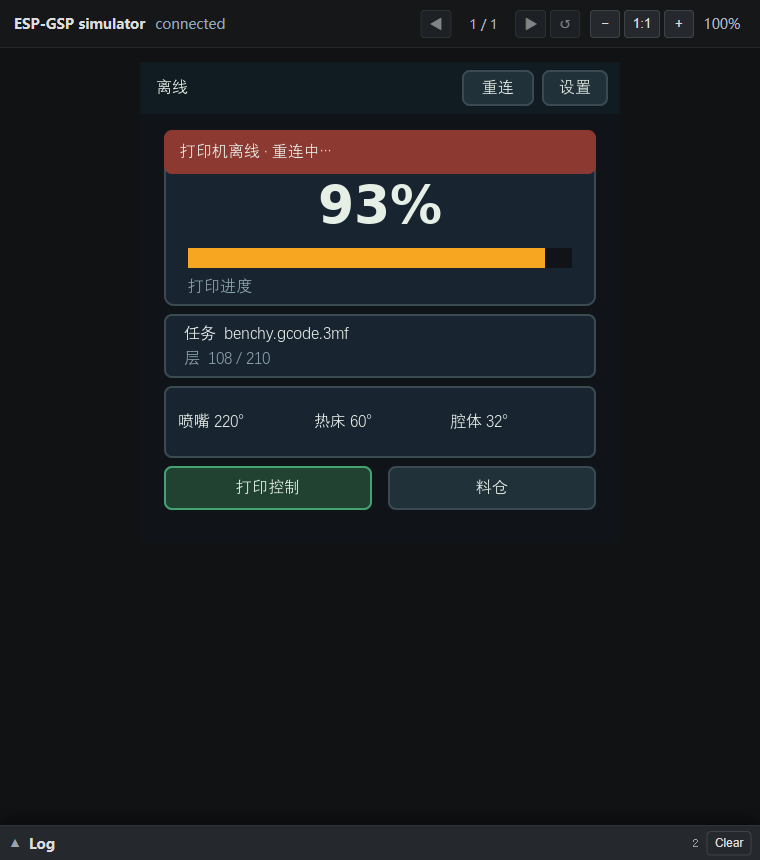 ESP-GSP simulator connected ◀ 1 / 1 ▶ ↺ − 1:1 + 100%
离线 重连 设置
打印机离线 · 重连中…
93%
打印进度
任务 benchy.gcode.3mf
层 108 / 210
喷嘴 220° 热床 60° 腔体 32°
打印控制 料仓
▲ Log 2 Clear